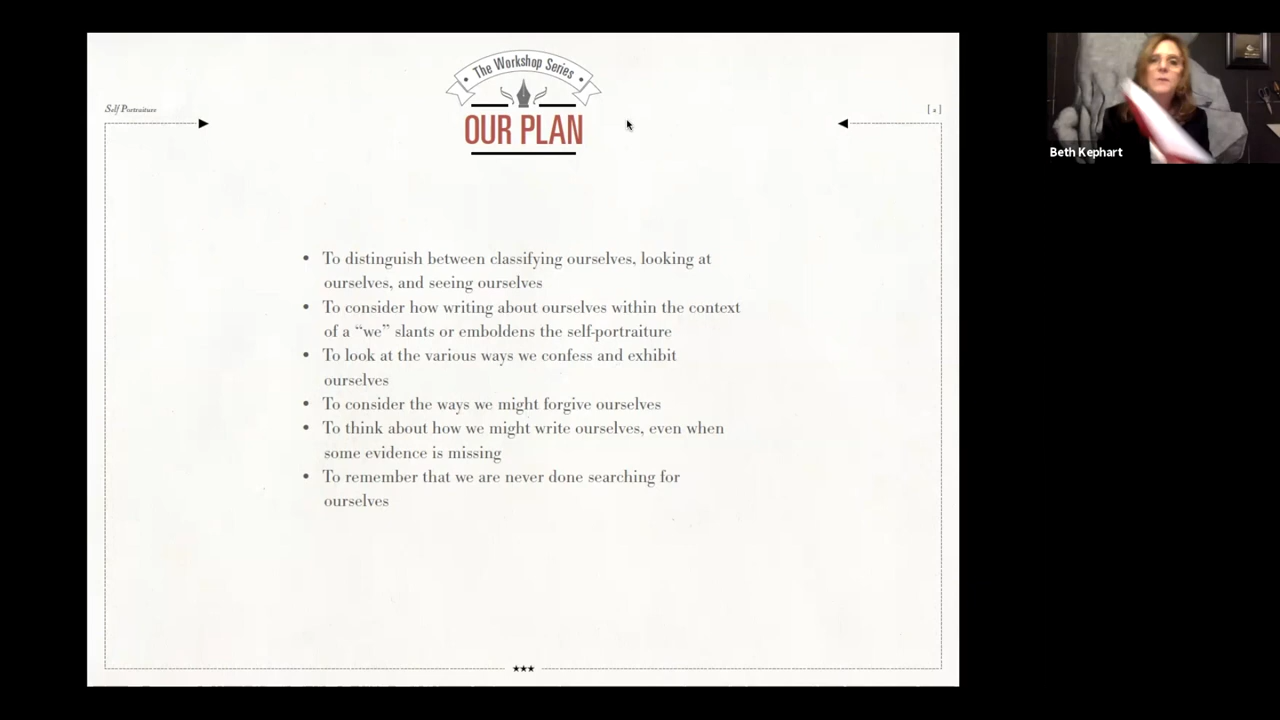 The Workshop Series
Self Portraiture
OUR PLAN
• To distinguish between classifying ourselves, looking at
ourselves, and seeing ourselves
• To consider how writing about ourselves within the context
of a “we” slants or emboldens the self-portraiture
• To look at the various ways we confess and exhibit
ourselves
• To consider the ways we might forgive ourselves
• To think about how we might write ourselves, even when
some evidence is missing
• To remember that we are never done searching for
ourselves
Beth Kephart